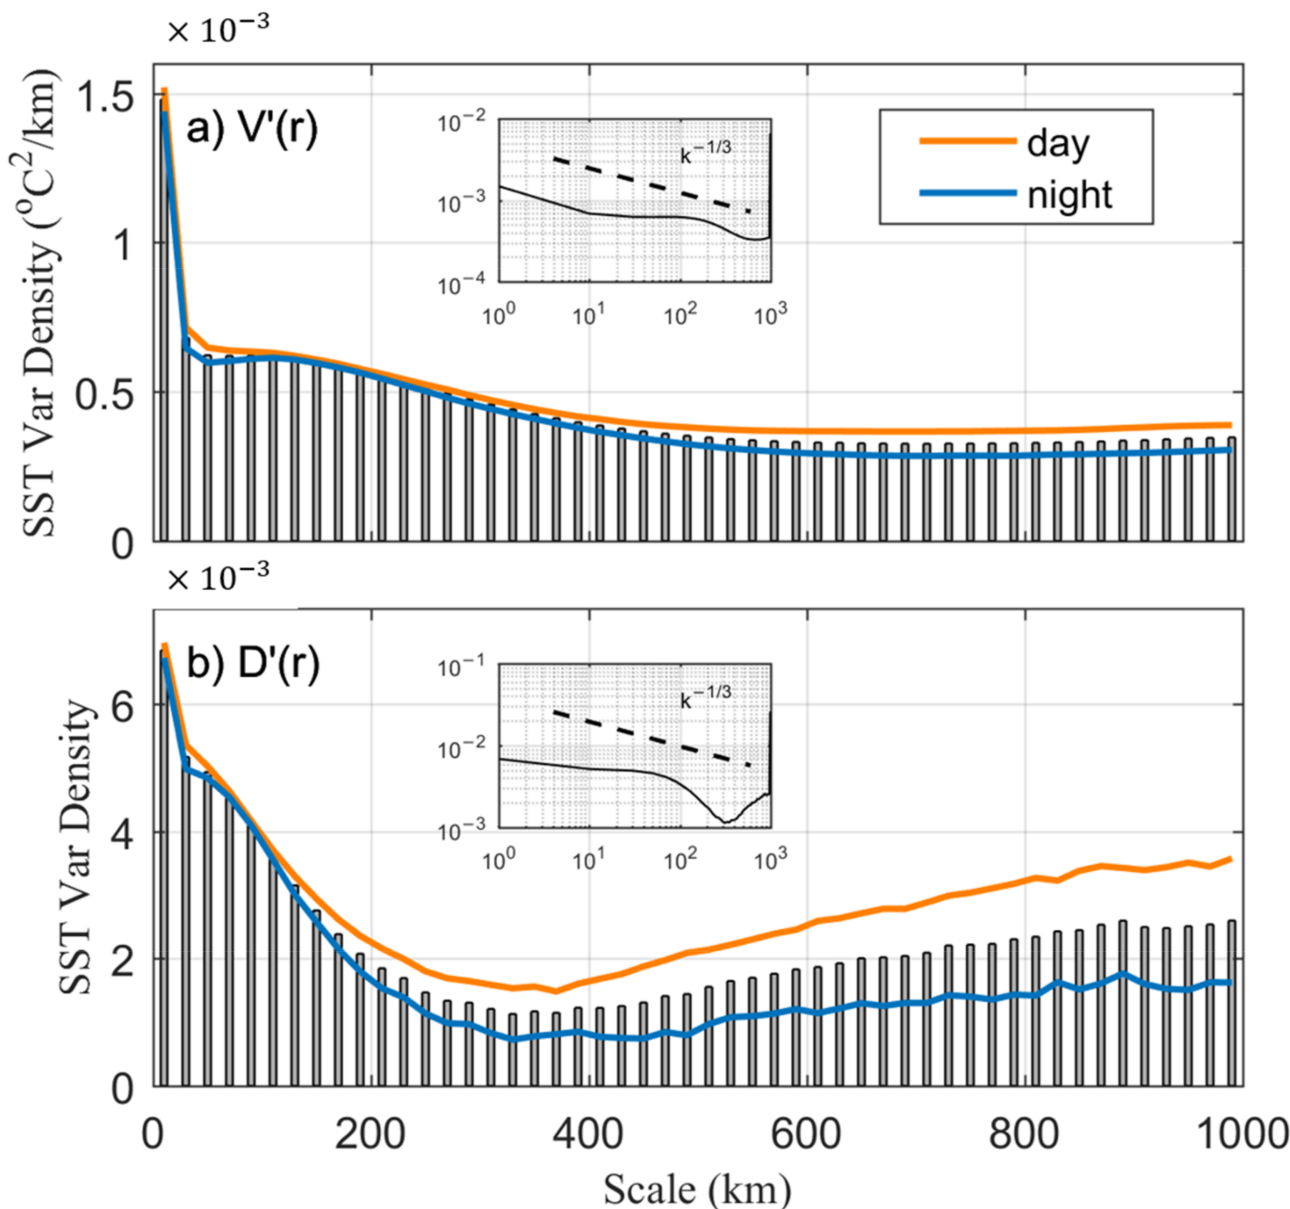 × 10⁻³
SST Var Density (°C²/km)
1.5
1
0.5
0
a) V'(r)
10⁻²
10⁻³
10⁻⁴
k⁻¹ᐟ³
10⁰ 10¹ 10² 10³
day
night
× 10⁻³
SST Var Density
6
4
2
0
b) D'(r)
10⁻¹
10⁻²
10⁻³
k⁻¹ᐟ³
10⁰ 10¹ 10² 10³
0 200 400 600 800 1000
Scale (km)